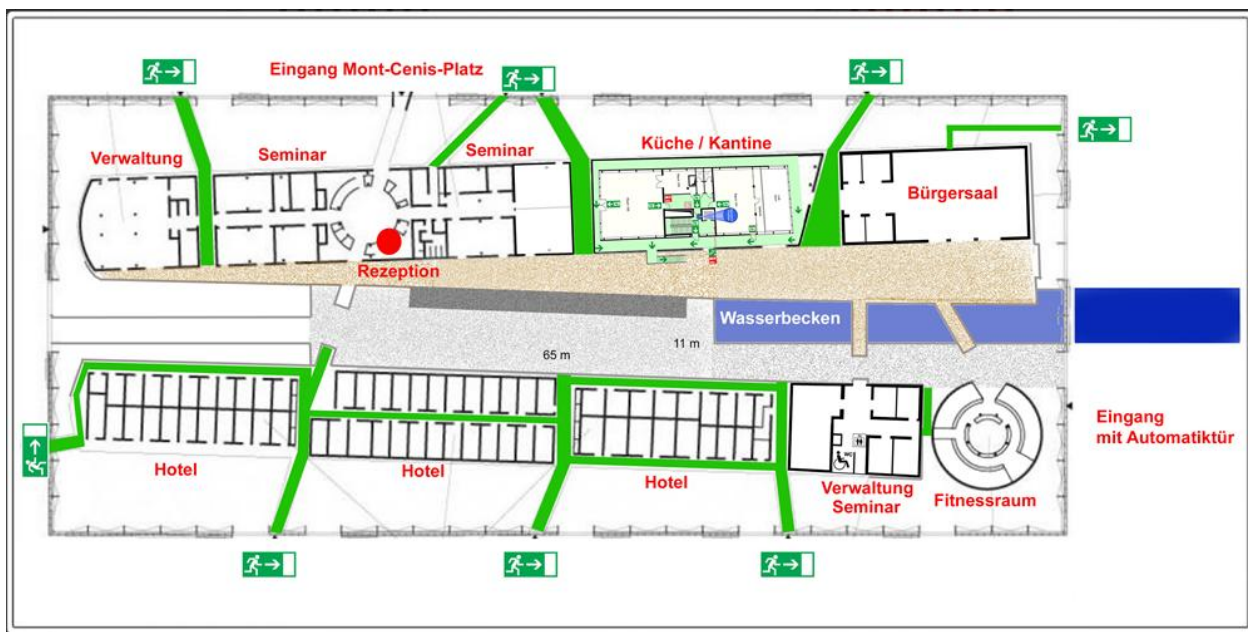 Eingang Mont-Cenis-Platz
Verwaltung
Seminar
Seminar
Küche / Kantine
Bürgersaal
Rezeption
Wasserbecken
65 m
11 m
Eingang
mit Automatiktür
Hotel
Hotel
Hotel
WC
Verwaltung
Seminar
Fitnessraum